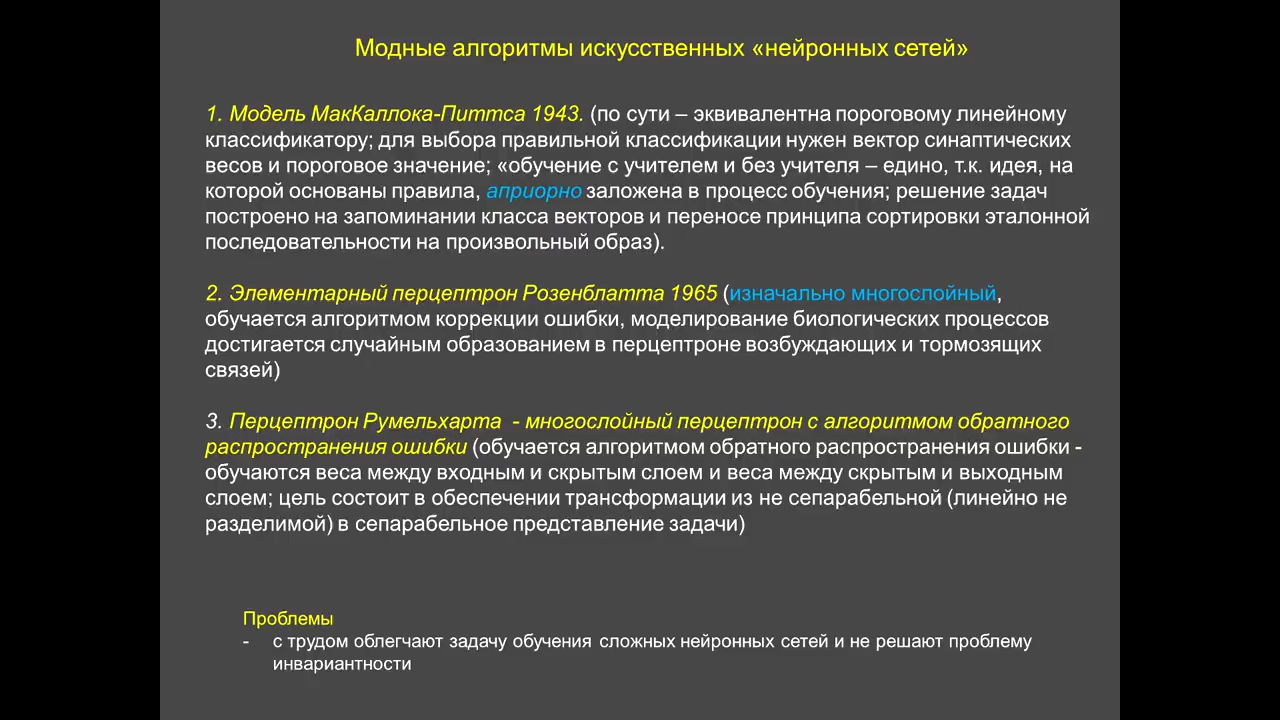 Модные алгоритмы искусственных «нейронных сетей»
1. Модель МакКаллока-Питтса 1943. (по сути – эквивалентна пороговому линейному
классификатору; для выбора правильной классификации нужен вектор синаптических
весов и пороговое значение; «обучение с учителем и без учителя – едино, т.к. идея, на
которой основаны правила, априорно заложена в процесс обучения; решение задач
построено на запоминании класса векторов и переносе принципа сортировки эталонной
последовательности на произвольный образ).
2. Элементарный перцептрон Розенблатта 1965 (изначально многослойный,
обучается алгоритмом коррекции ошибки, моделирование биологических процессов
достигается случайным образованием в перцептроне возбуждающих и тормозящих
связей)
3. Перцептрон Румельхарта - многослойный перцептрон с алгоритмом обратного
распространения ошибки (обучается алгоритмом обратного распространения ошибки -
обучаются веса между входным и скрытым слоем и веса между скрытым и выходным
слоем; цель состоит в обеспечении трансформации из не сепарабельной (линейно не
разделимой) в сепарабельное представление задачи)
Проблемы
- с трудом облегчают задачу обучения сложных нейронных сетей и не решают проблему
инвариантности